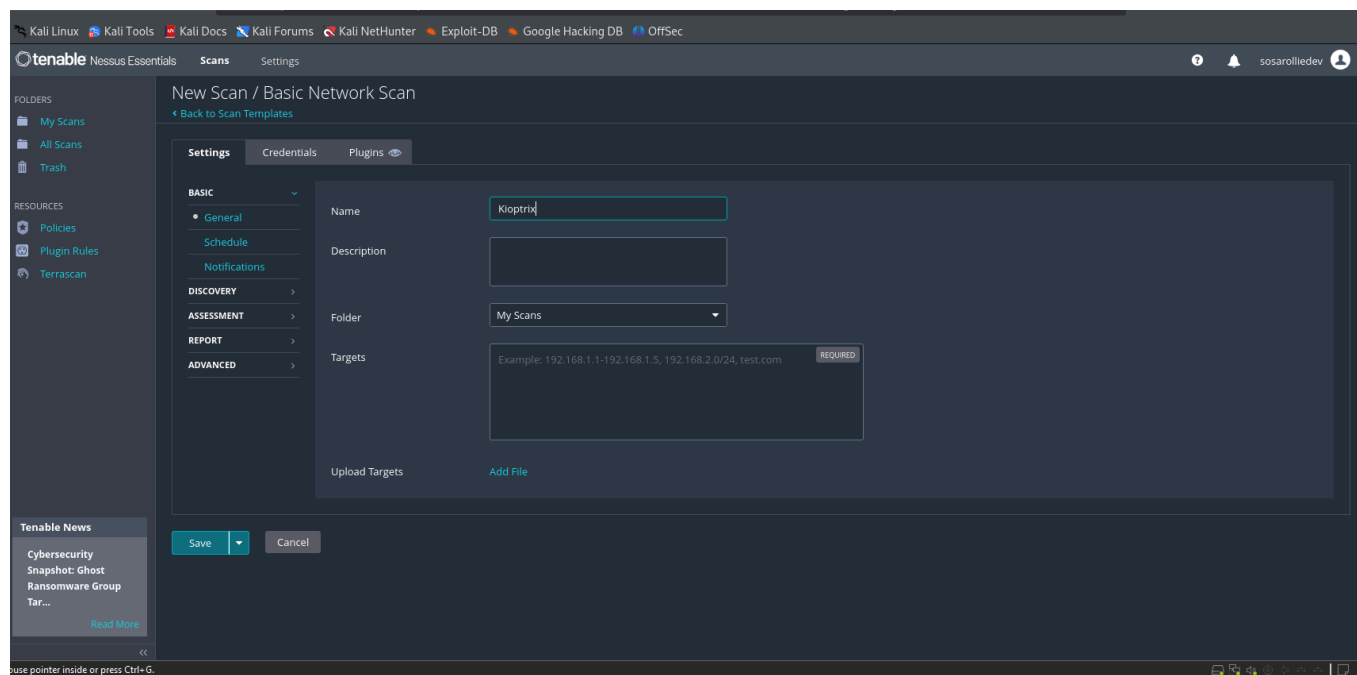 Kali Linux Kali Tools Kali Docs Kali Forums Kali NetHunter Exploit-DB Google Hacking DB OffSec
tenable Nessus Essentials Scans Settings sosarolliedev
FOLDERS
My Scans
All Scans
Trash
RESOURCES
Policies
Plugin Rules
Terrascan
New Scan / Basic Network Scan
Back to Scan Templates
Settings Credentials Plugins
BASIC
General
Schedule
Notifications
DISCOVERY
ASSESSMENT
REPORT
ADVANCED
Name Kioptrix
Description
Folder My Scans
Targets Example: 192.168.1.1-192.168.1.5, 192.168.2.0/24, test.com REQUIRED
Upload Targets Add File
Save Cancel
Tenable News
Cybersecurity
Snapshot: Ghost
Ransomware Group
Tar...
Read More
pointer inside or press Ctrl+G.